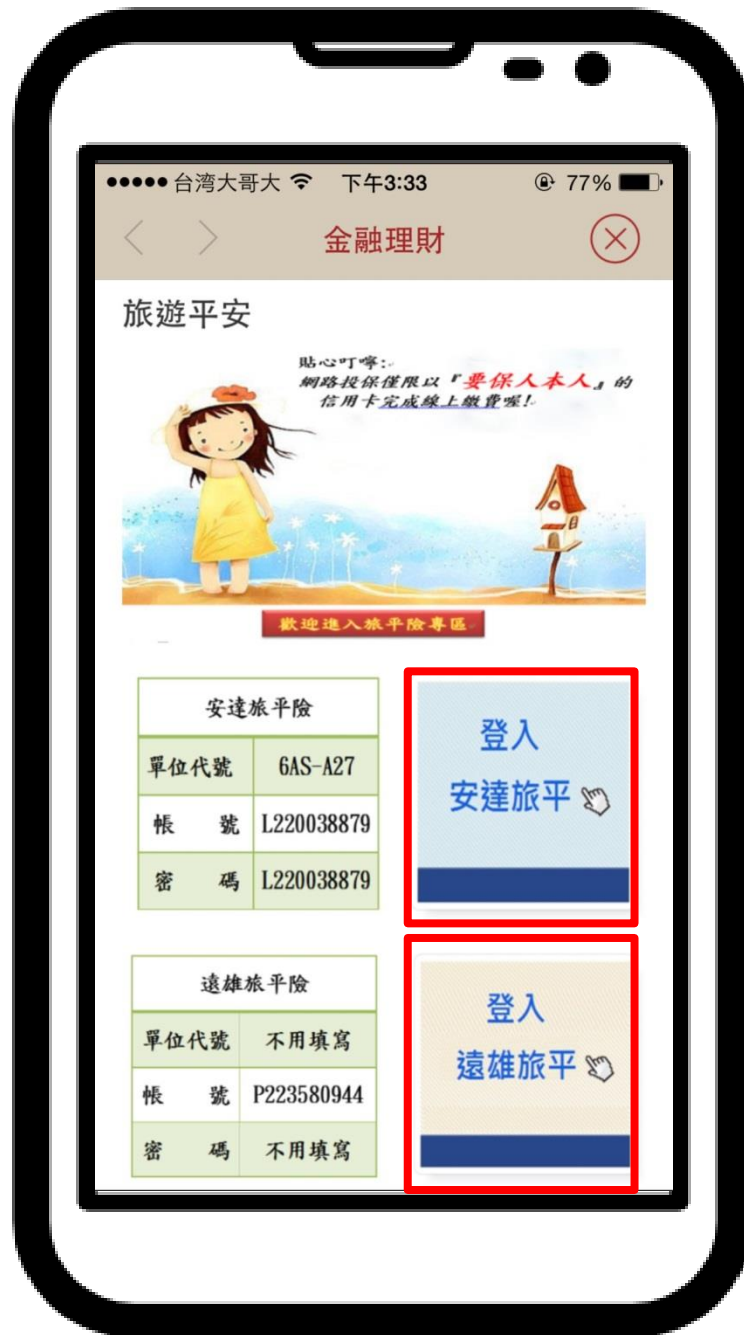 ●●●●● 台湾大哥大 下午3:33 77%
金融理財
旅遊平安
貼心叮嚀:
網路投保僅限以『要保人本人』的
信用卡完成線上繳費喔!
歡迎進入旅平險專區
安達旅平險
單位代號 6AS-A27
帳 號 L220038879
密 碼 L220038879
登入
安達旅平
遠雄旅平險
單位代號 不用填寫
帳 號 P223580944
密 碼 不用填寫
登入
遠雄旅平